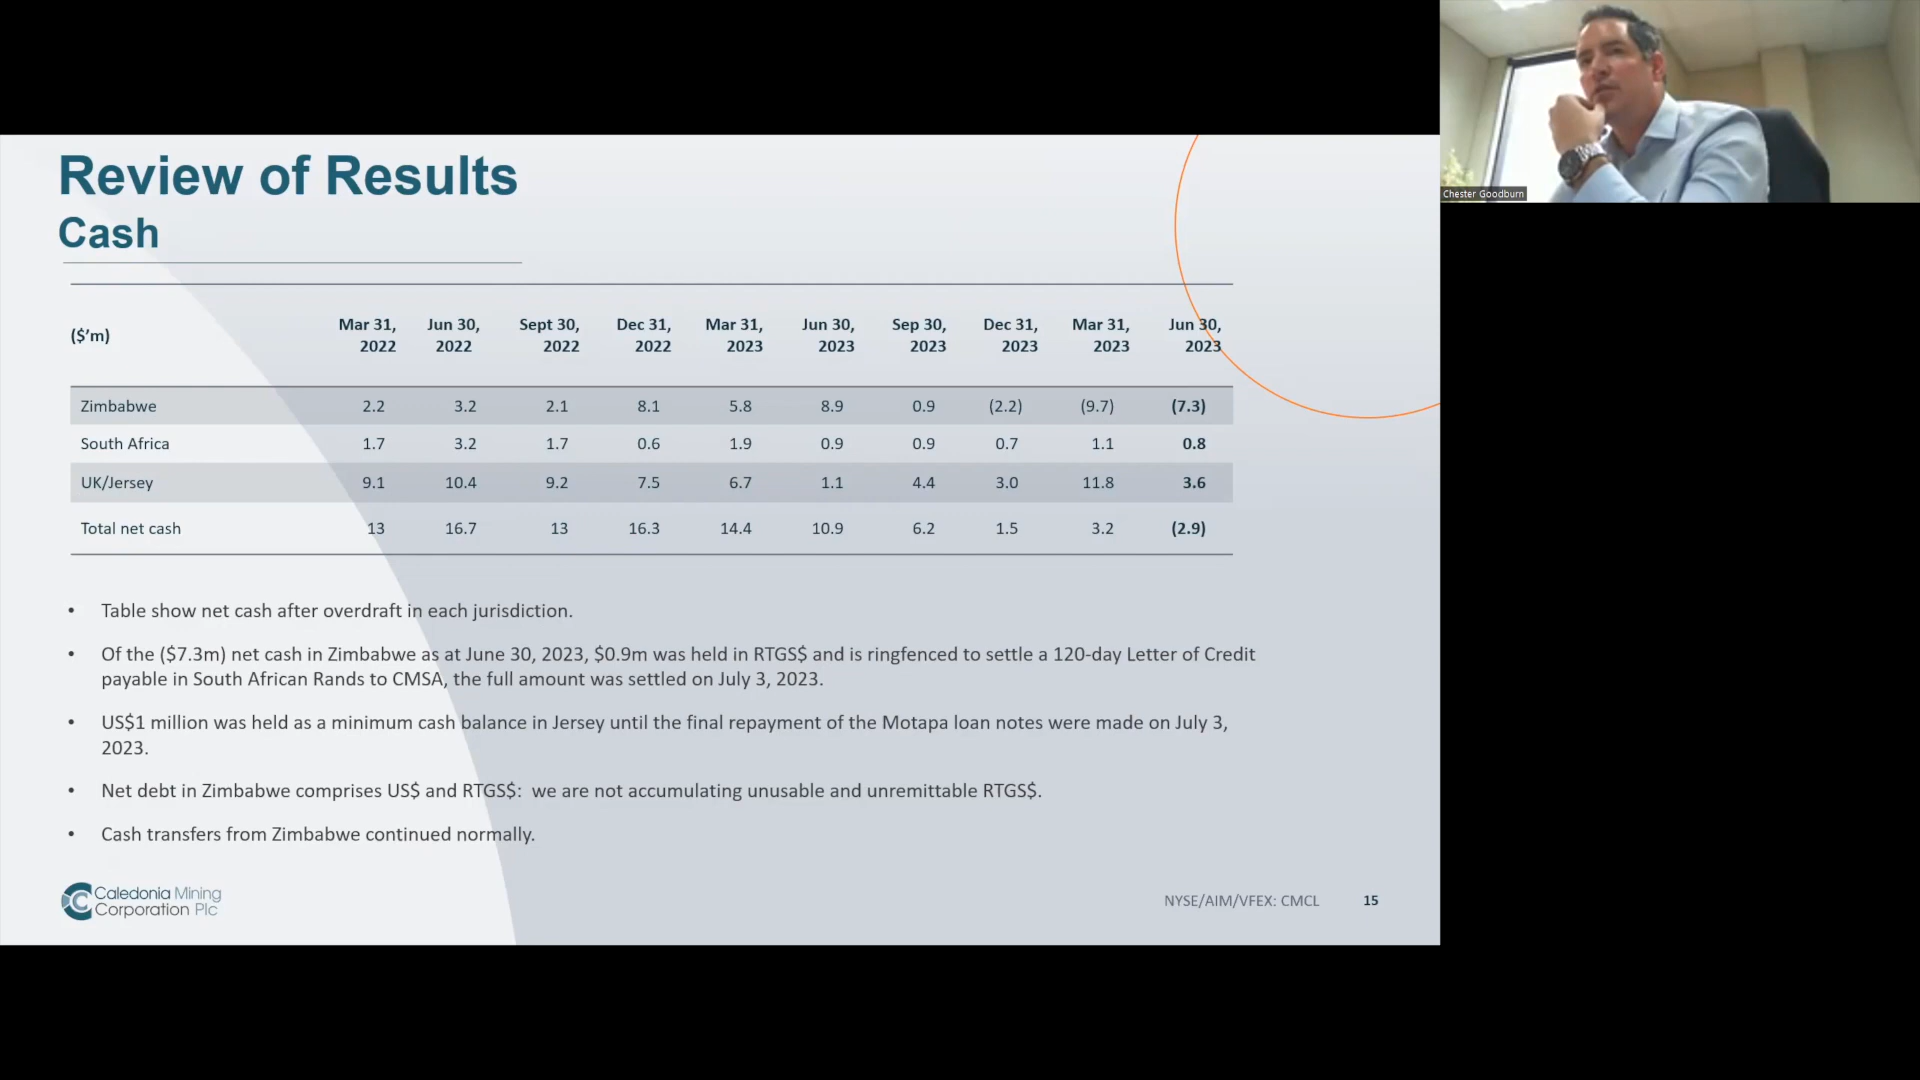 Review of Results
Cash
($'m) Mar 31, 2022 Jun 30, 2022 Sept 30, 2022 Dec 31, 2022 Mar 31, 2023 Jun 30, 2023 Sep 30, 2023 Dec 31, 2023 Mar 31, 2023 Jun 30, 2023
Zimbabwe 2.2 3.2 2.1 8.1 5.8 8.9 0.9 (2.2) (9.7) (7.3)
South Africa 1.7 3.2 1.7 0.6 1.9 0.9 0.9 0.7 1.1 0.8
UK/Jersey 9.1 10.4 9.2 7.5 6.7 1.1 4.4 3.0 11.8 3.6
Total net cash 13 16.7 13 16.3 14.4 10.9 6.2 1.5 3.2 (2.9)
• Table show net cash after overdraft in each jurisdiction.
• Of the ($7.3m) net cash in Zimbabwe as at June 30, 2023, $0.9m was held in RTGS$ and is ringfenced to settle a 120-day Letter of Credit
payable in South African Rands to CMSA, the full amount was settled on July 3, 2023.
• US$1 million was held as a minimum cash balance in Jersey until the final repayment of the Motapa loan notes were made on July 3,
2023.
• Net debt in Zimbabwe comprises US$ and RTGS$: we are not accumulating unusable and unremittable RTGS$.
• Cash transfers from Zimbabwe continued normally.
Caledonia Mining
Corporation Plc
NYSE/AIM/VFEX: CMCL 15
Chester Goodburn